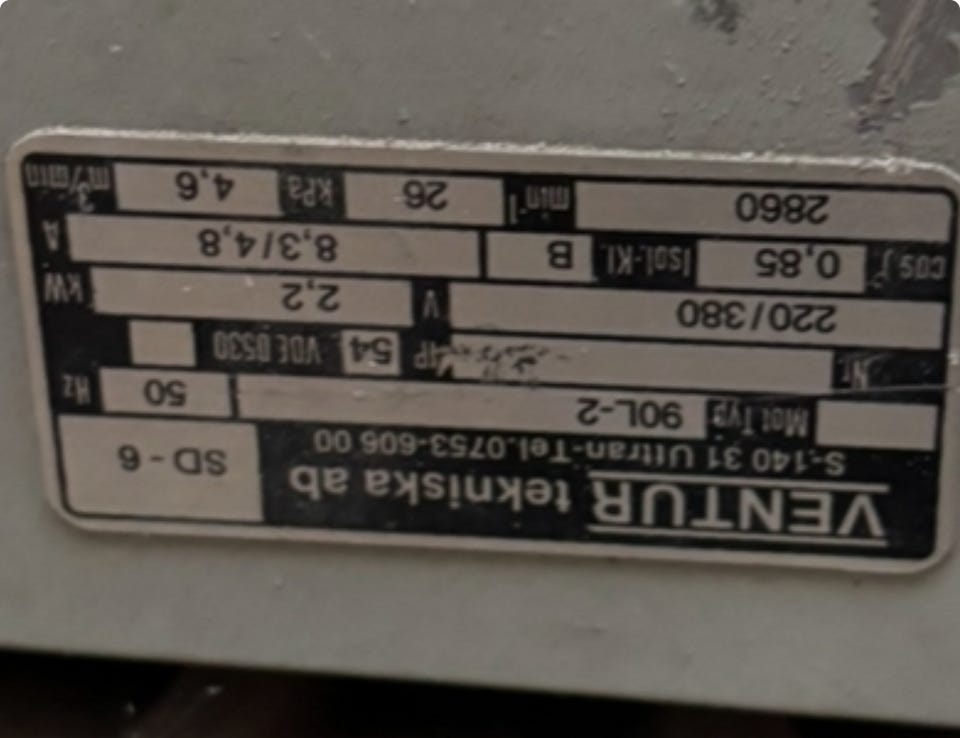 VENTUR tekniska ab SD-6
S-140 31 Uttran-Tel.0753-606 00
Mot Typ 90L-2 50 Hz
Nr IP 54 VDE 0530
220/380 V 2,2 kW
cos φ 0,85 Isol.-Kl. B 8,3/4,8 A
2860 min⁻¹ 26 kPa 4,6 m³/min